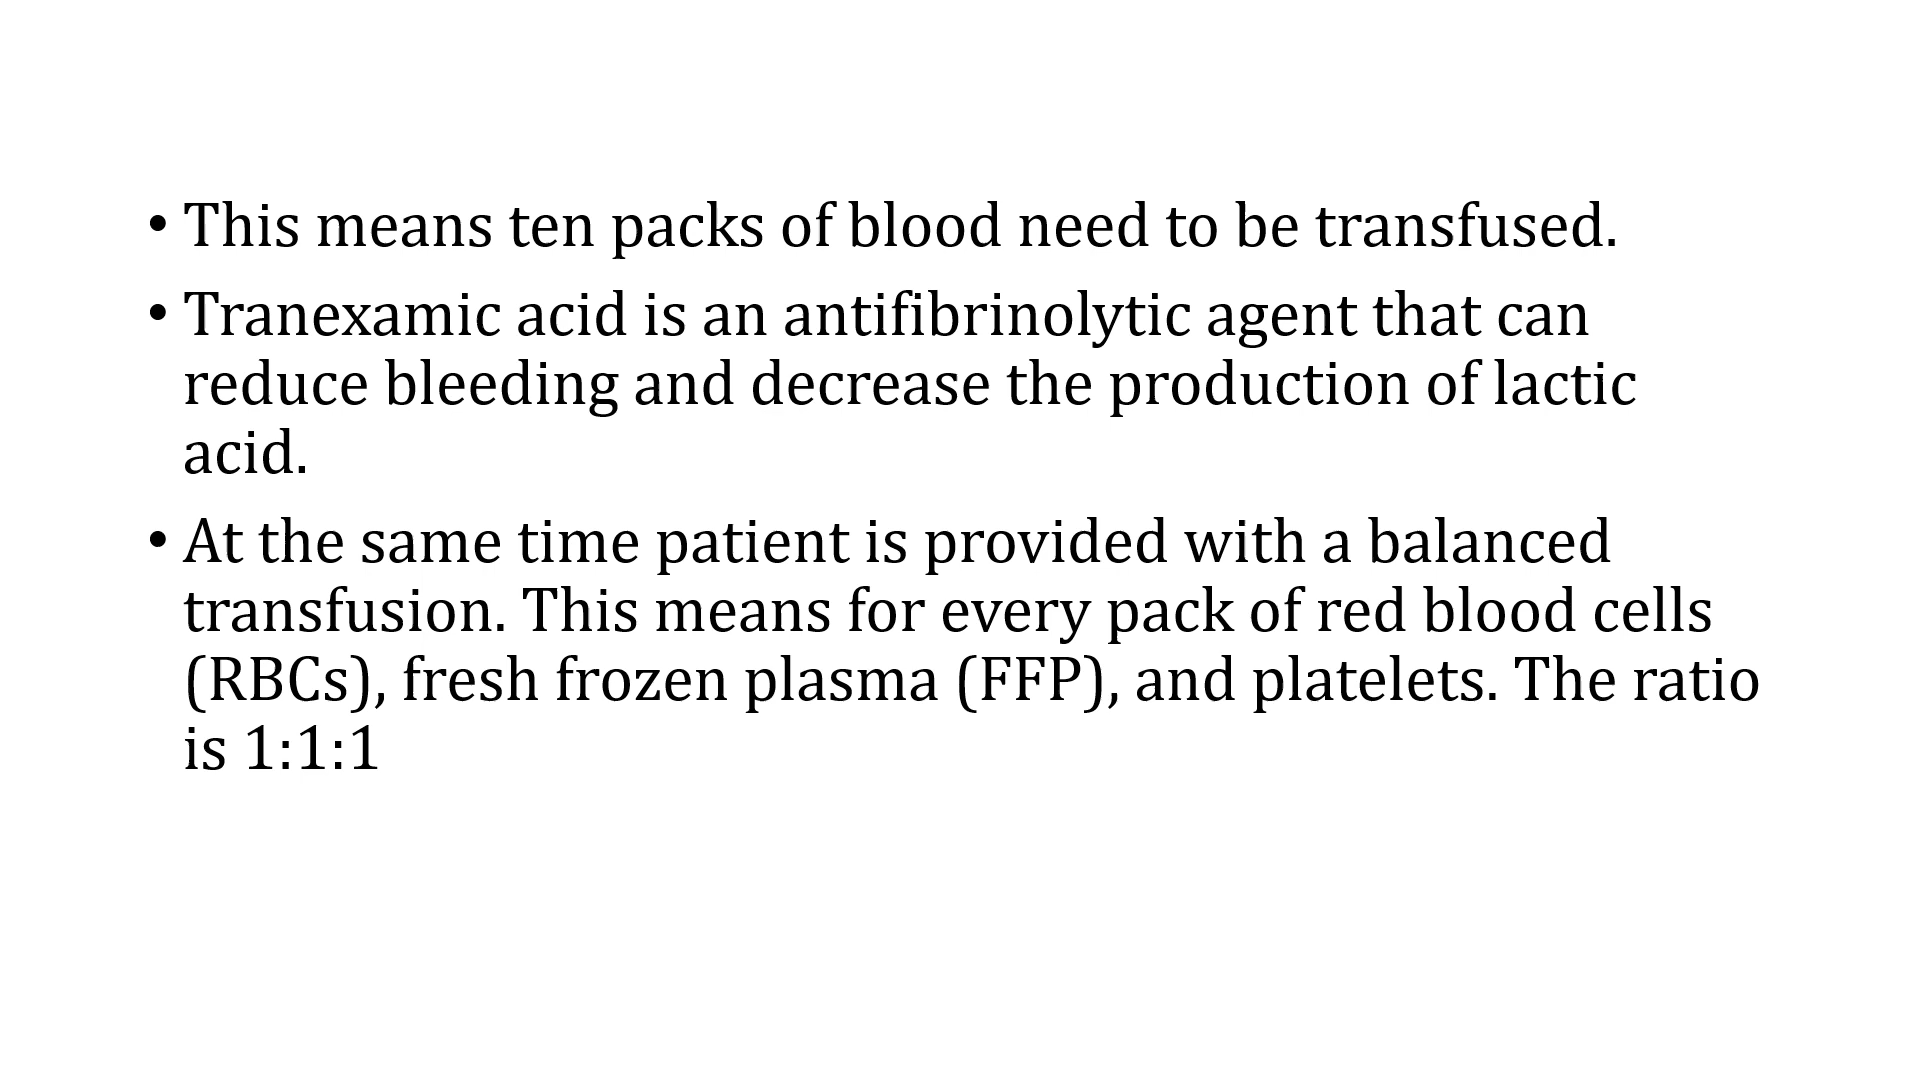 • This means ten packs of blood need to be transfused.
• Tranexamic acid is an antifibrinolytic agent that can
reduce bleeding and decrease the production of lactic
acid.
• At the same time patient is provided with a balanced
transfusion. This means for every pack of red blood cells
(RBCs), fresh frozen plasma (FFP), and platelets. The ratio
is 1:1:1